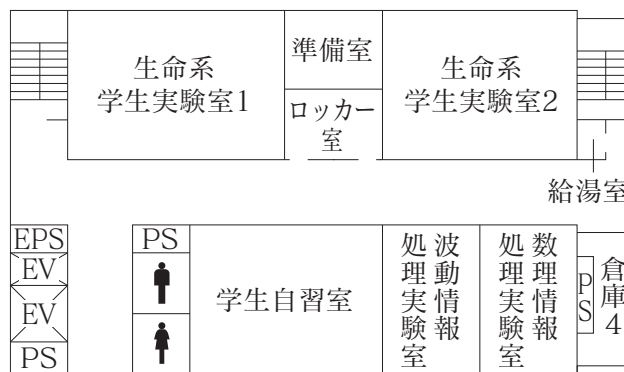 生命系
学生実験室1
準備室
ロッカー
室
生命系
学生実験室2
給湯室
EPS
EV
EV
PS
PS
学生自習室
波動情報
処理実験室
数理情報
処理実験室
PS
倉庫4